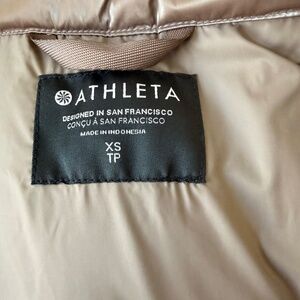 ATHLETA
DESIGNED IN SAN FRANCISCO
CONÇU À SAN FRANCISCO
MADE IN INDONESIA
XS
TP